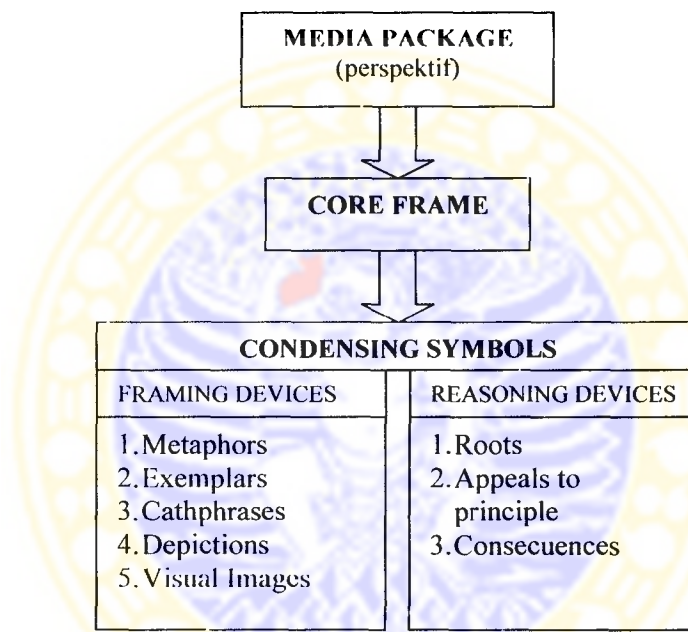 MEDIA PACKAGE
(perspektif)
CORE FRAME
CONDENSING SYMBOLS
FRAMING DEVICES
1. Metaphors
2. Exemplars
3. Cathphrases
4. Depictions
5. Visual Images
REASONING DEVICES
1. Roots
2. Appeals to
principle
3. Consecuences